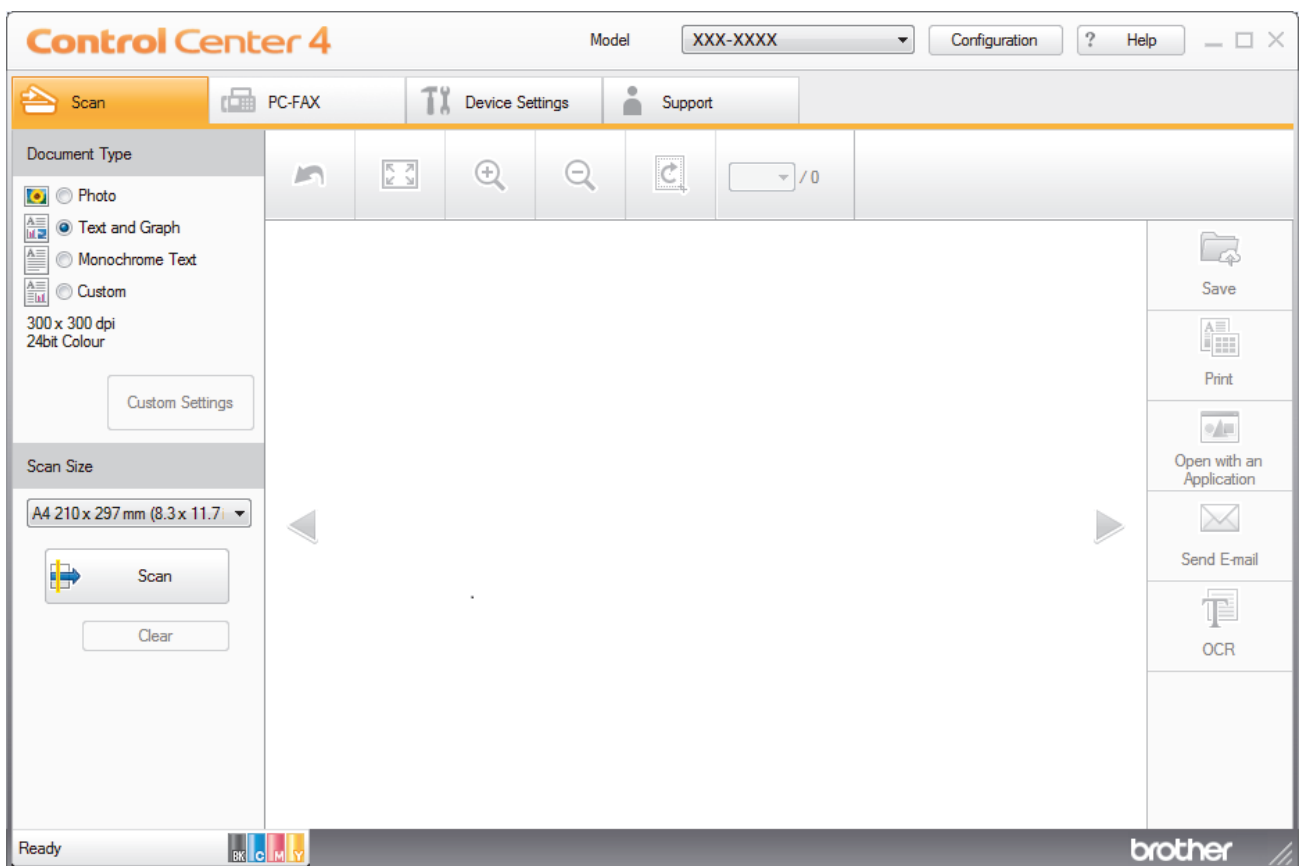 Control Center 4
Model
XXX-XXXX
Configuration
? Help
Scan
PC-FAX
Device Settings
Support
Document Type
/ 0
Photo
Text and Graph
Monochrome Text
Custom
300 x 300 dpi
24bit Colour
Custom Settings
Scan Size
A4 210 x 297 mm (8.3 x 11.7
Scan
Clear
Save
Print
Open with an
Application
Send E-mail
OCR
Ready
BK C M Y
brother